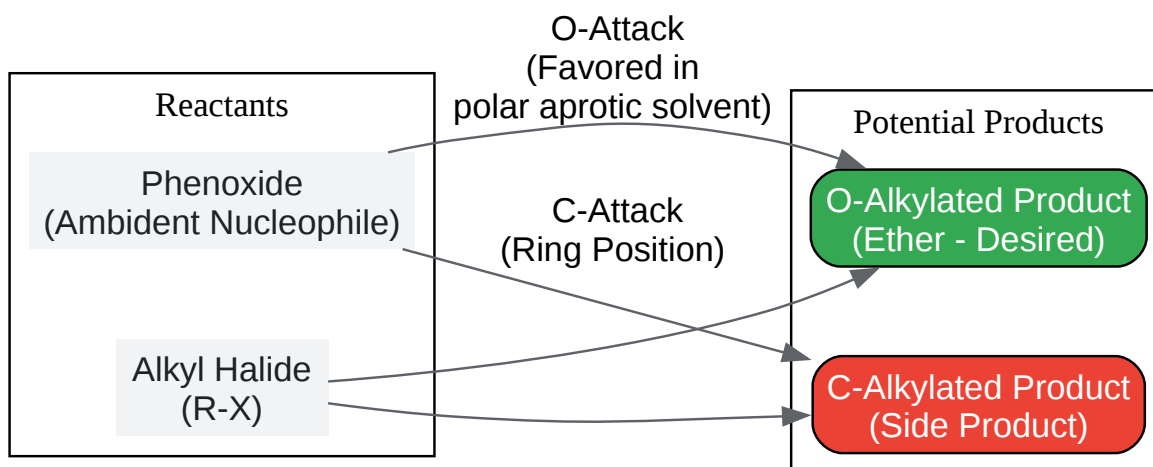 O-Attack
(Favored in
polar aprotic solvent)
Reactants
Potential Products
Phenoxide
(Ambident Nucleophile)
O-Alkylated Product
(Ether - Desired)
C-Attack
(Ring Position)
Alkyl Halide
(R-X)
C-Alkylated Product
(Side Product)